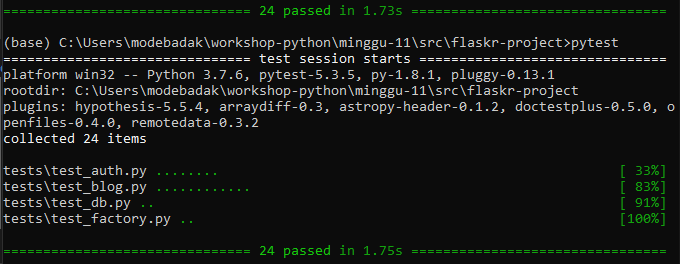 =============================== 24 passed in 1.73s ================================
(base) C:\Users\modebadak\workshop-python\minggu-11\src\flaskr-project>pytest
=============================== test session starts ===============================
platform win32 -- Python 3.7.6, pytest-5.3.5, py-1.8.1, pluggy-0.13.1
rootdir: C:\Users\modebadak\workshop-python\minggu-11\src\flaskr-project
plugins: hypothesis-5.5.4, arraydiff-0.3, astropy-header-0.1.2, doctestplus-0.5.0, o
penfiles-0.4.0, remotedata-0.3.2
collected 24 items
tests\test_auth.py ........ [ 33%]
tests\test_blog.py ............ [ 83%]
tests\test_db.py .. [ 91%]
tests\test_factory.py .. [100%]
=============================== 24 passed in 1.75s ================================